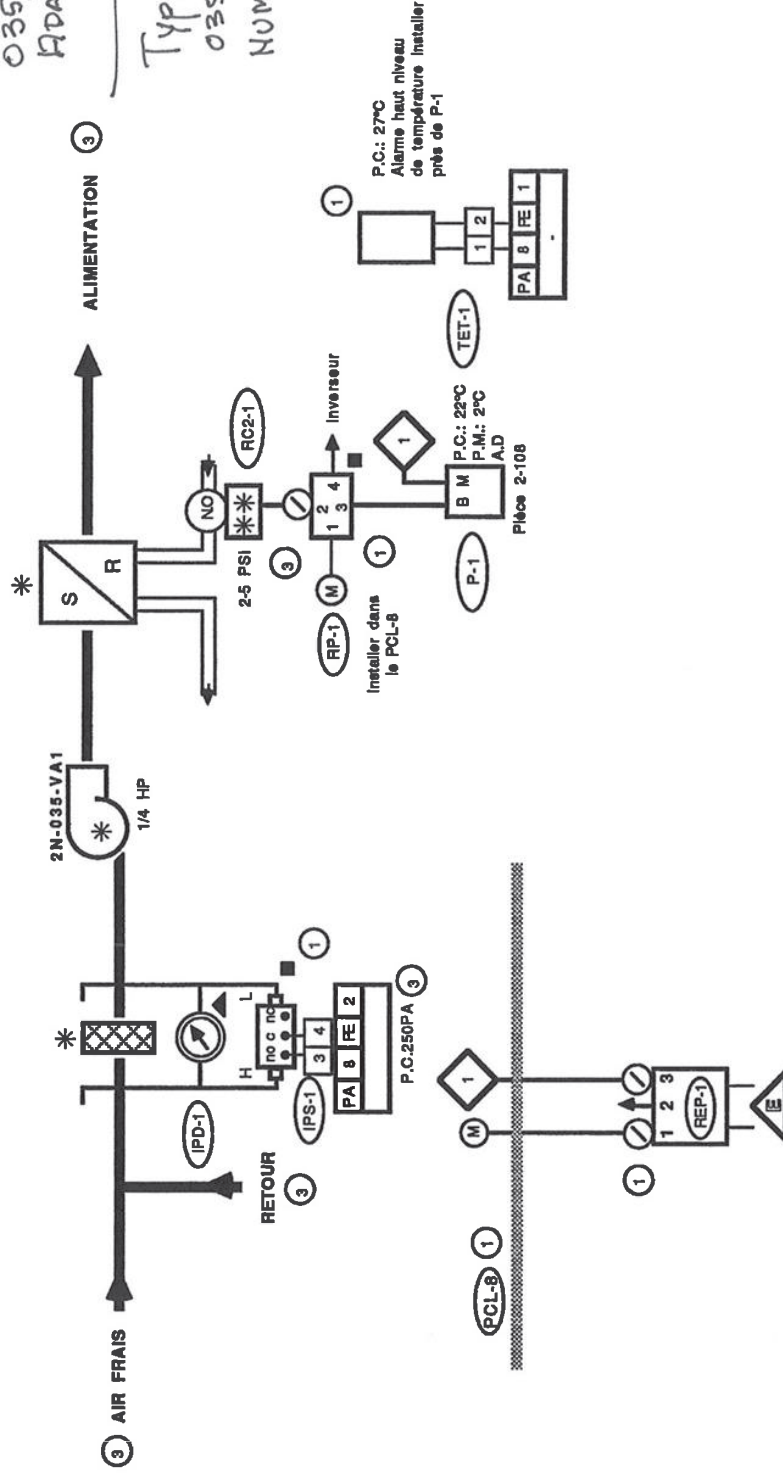 035
ADA
TYP
035
NUM
ALIMENTATION 3
P.C.: 27°C
Alarme haut niveau
de température installer
près de P-1
1
1 2
PA 8 FE 1
-
TET-1
*
S
R
N.O
**
2-5 PSI
RC2-1
3
Inverseur
1 2
3 4
M
RP-1
Installer dans
le PCL-8
1
1
B M
P.C.: 22°C
P.M.: 2°C
A.D
Pièce 2-108
P-1
2N-035-VA1
*
1/4 HP
*
H
L
no c nc
1
IPD-1
IPS-1
3 4
PA 8 FE 2
P.C.250PA 3
RETOUR
3
3 AIR FRAIS
PCL-8 1
M
1
1 2 3
REP-1
1
E